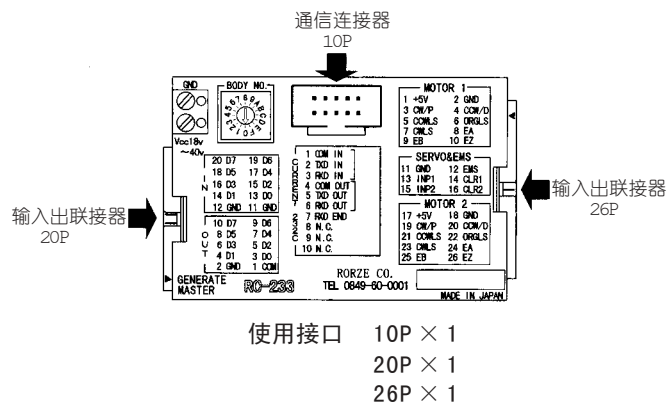 通信连接器
10P
GND
BODY NO.
Vcc18v
~40v
20 D7 19 D6
18 D5 17 D4
16 D3 15 D2
14 D1 13 D0
12 GND 11 GND
IN
10 D7 9 D6
8 D5 7 D4
6 D3 5 D2
4 D1 3 D0
2 GND 1 COM
OUT
GENERATE
MASTER
RC-233
1 COM IN
2 TXD IN
3 RXD IN
4 COM OUT
5 TXD OUT
6 RXD OUT
7 RXD END
8 N.C.
9 N.C.
10 N.C.
RORZE CO.
TEL 0849-60-0001
MOTOR 1
1 +5V 2 GND
3 CW/P 4 CCW/D
5 CCWLS 6 ORGLS
7 CWLS 8 EA
9 EB 10 EZ
SERVO&EMS
11 GND 12 EMS
13 INP1 14 CLR1
15 INP2 16 CLR2
MOTOR 2
17 +5V 18 GND
19 CW/P 20 CCW/D
21 CCWLS 22 ORGLS
23 CWLS 24 EA
25 EB 26 EZ
MADE IN JAPAN
输入出联接器
20P
输入出联接器
26P
使用接口 10P × 1
20P × 1
26P × 1